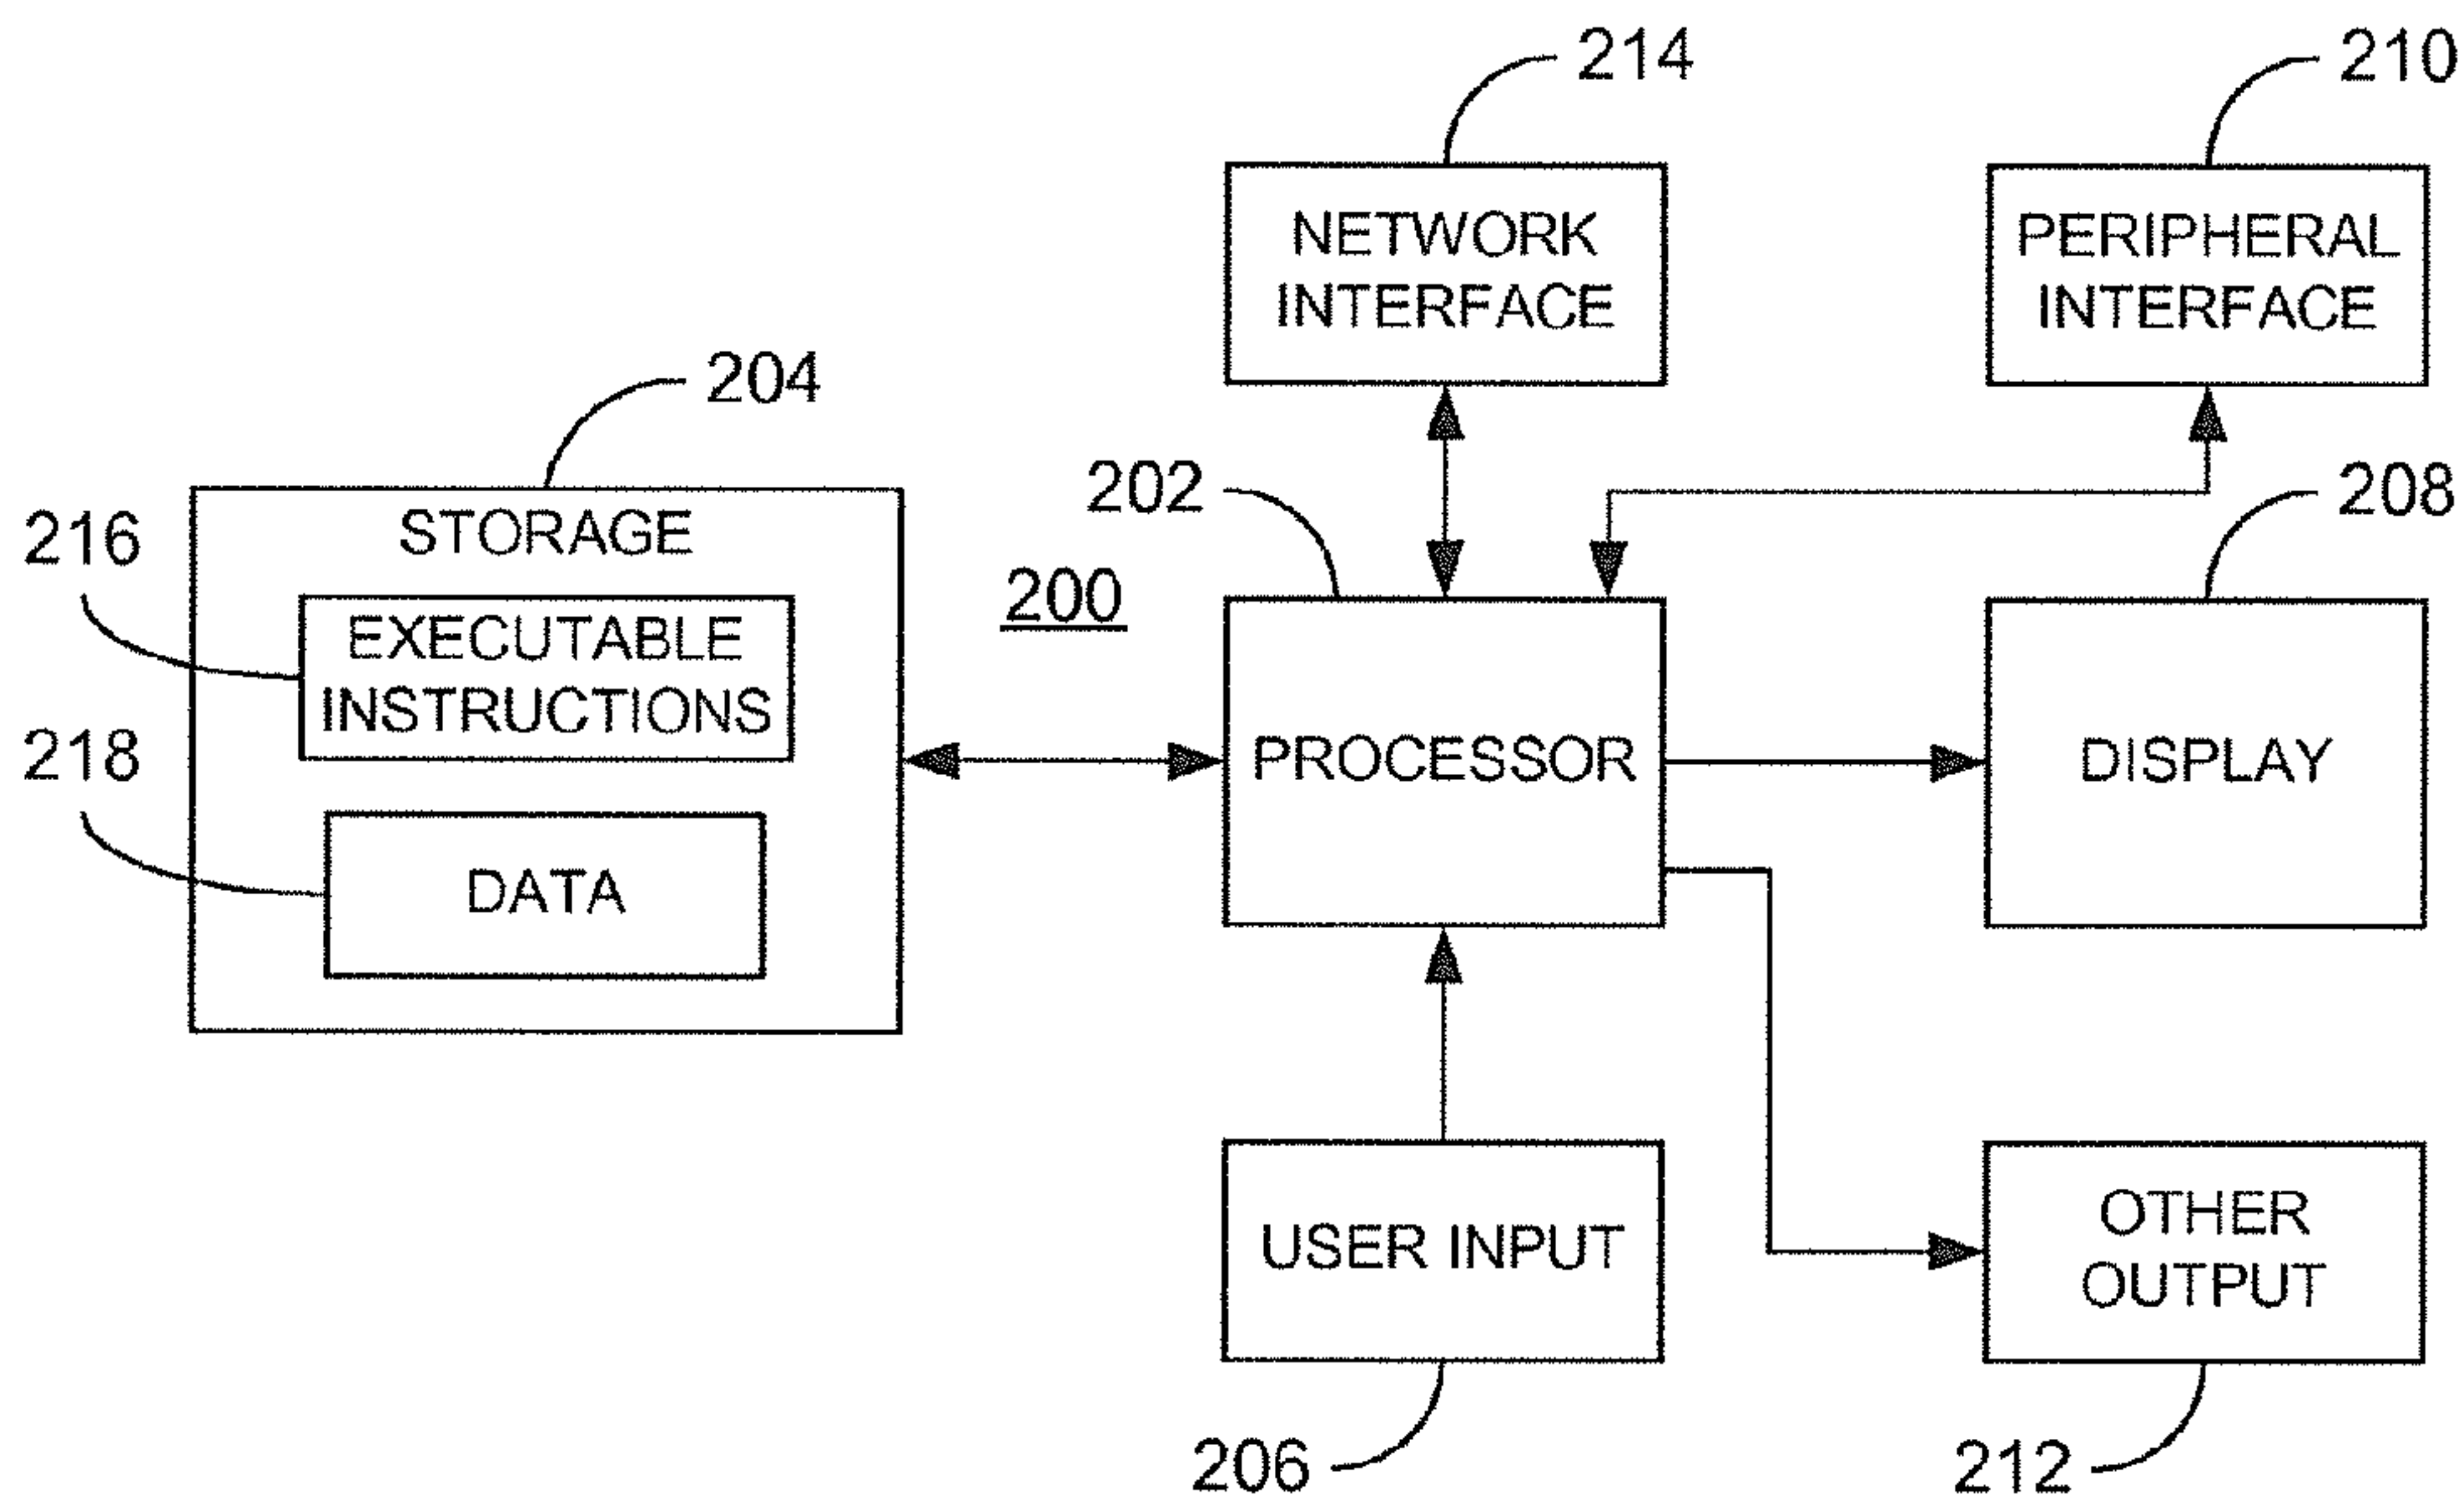 214
210
NETWORK
INTERFACE
PERIPHERAL
INTERFACE
204
202
208
216
STORAGE
200
EXECUTABLE
INSTRUCTIONS
218
PROCESSOR
DISPLAY
DATA
USER INPUT
OTHER
OUTPUT
206
212